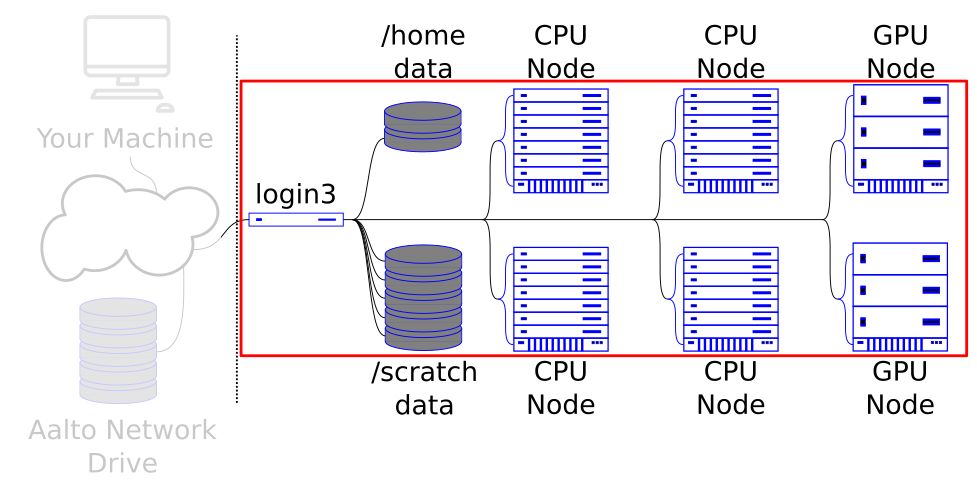 /home
data
CPU
Node
CPU
Node
GPU
Node
Your Machine
login3
/scratch
data
CPU
Node
CPU
Node
GPU
Node
Aalto Network
Drive